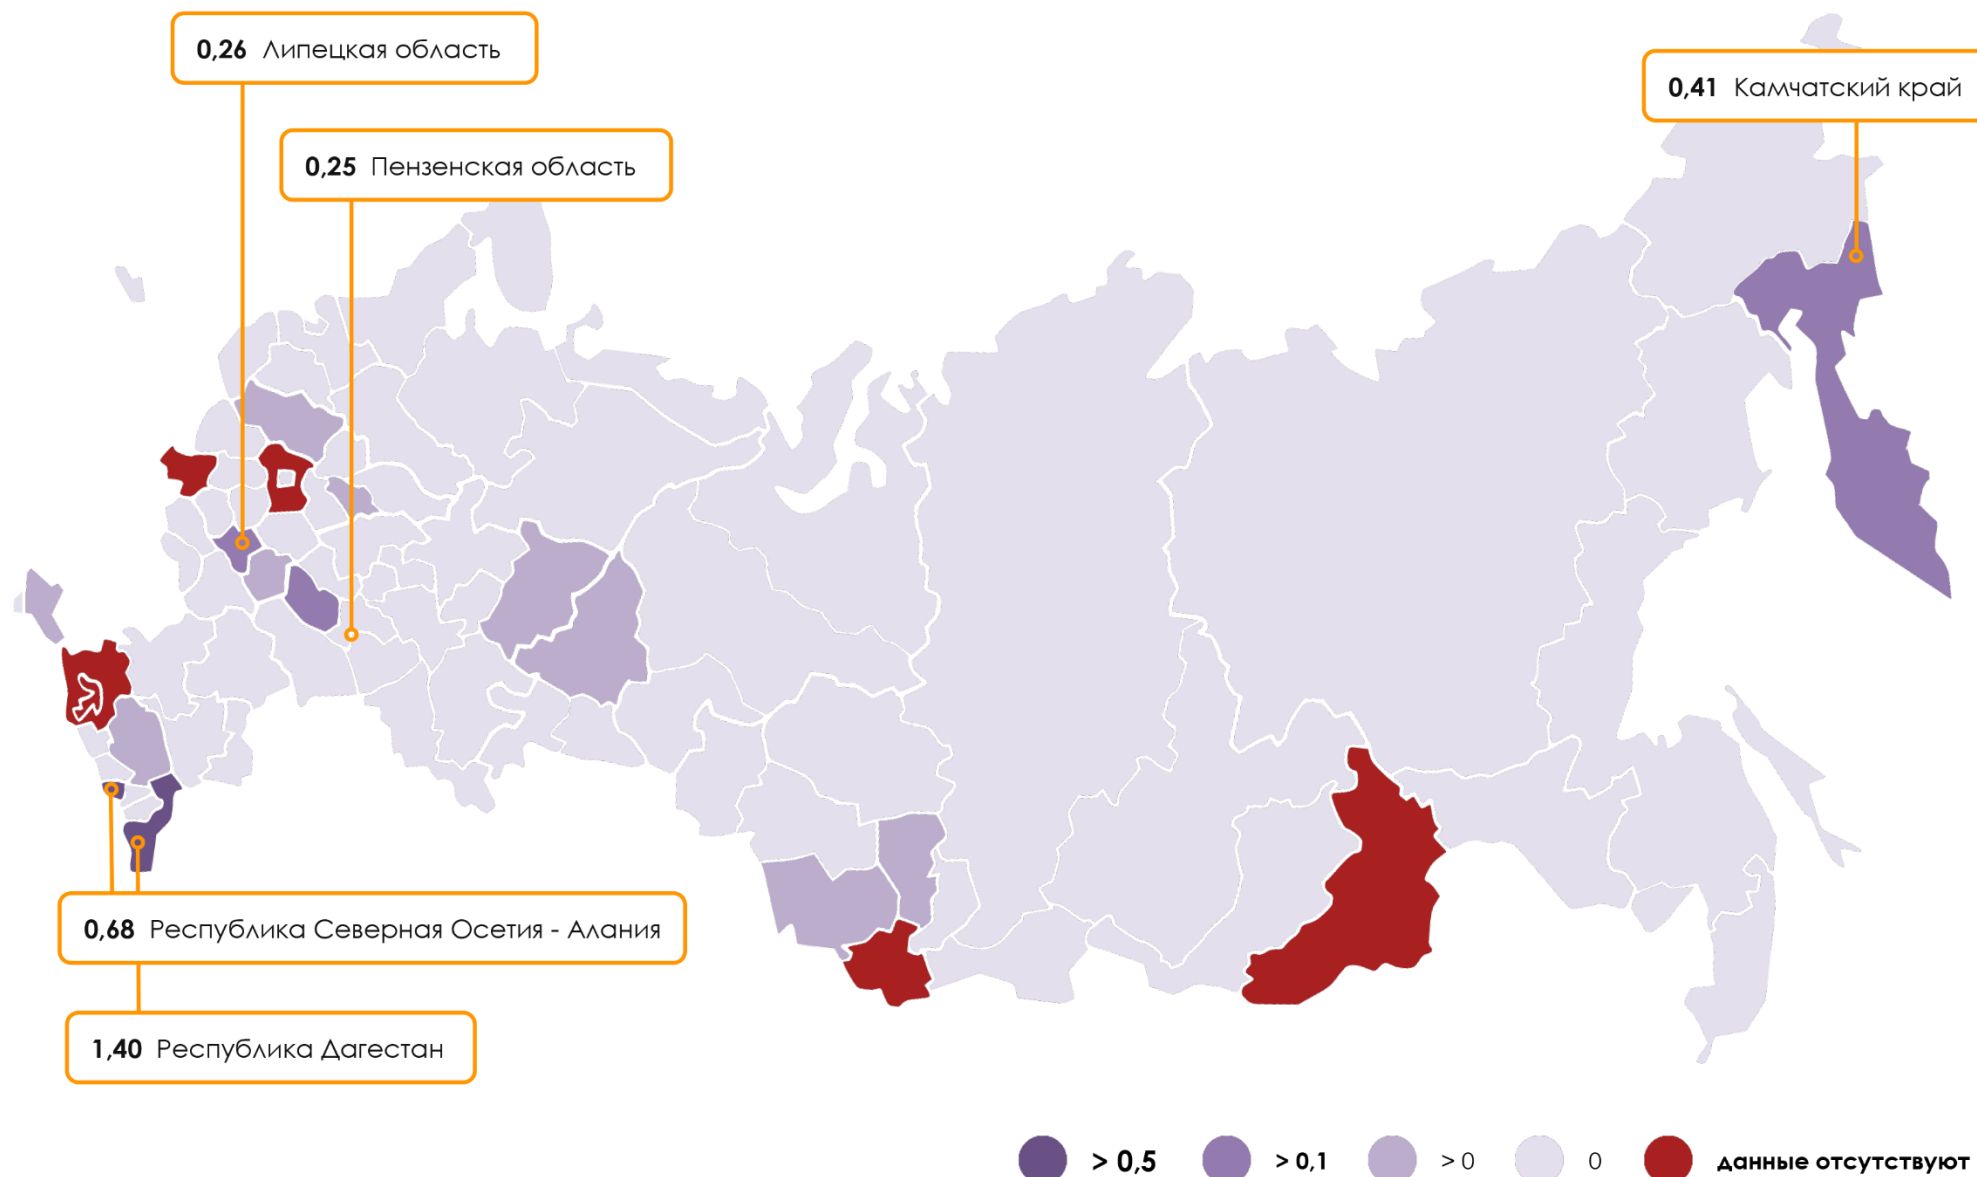 0,26 Липецкая область
0,41 Камчатский край
0,25 Пензенская область
0,68 Республика Северная Осетия - Алания
1,40 Республика Дагестан
> 0,5 > 0,1 > 0 0 данные отсутствуют